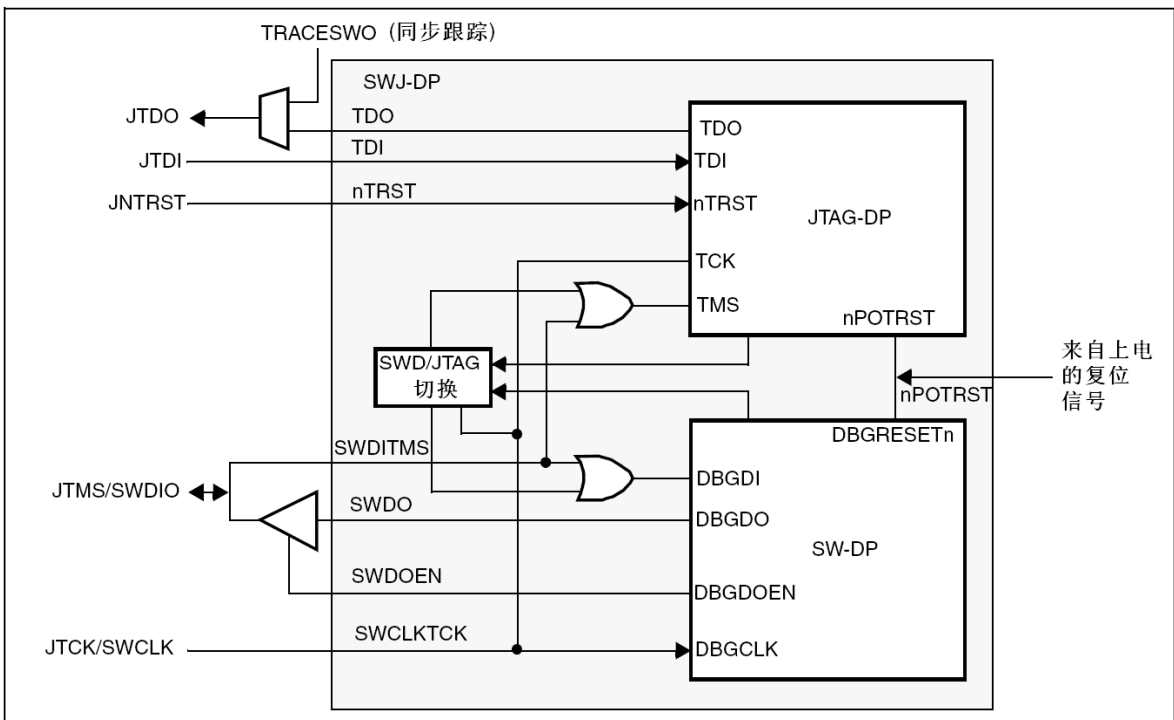 TRACESWO (同步跟踪)
SWJ-DP
JTDO
TDO
TDO
JTDI
TDI
TDI
JNTRST
nTRST
nTRST
JTAG-DP
TCK
TMS
nPOTRST
SWD/JTAG
切换
来自上电
的复位
信号
nPOTRST
DBGRESETn
SWDITMS
DBGDI
JTMS/SWDIO
SWDO
DBGDO
SW-DP
SWDOEN
DBGDOEN
JTCK/SWCLK
SWCLKTCK
DBGCLK